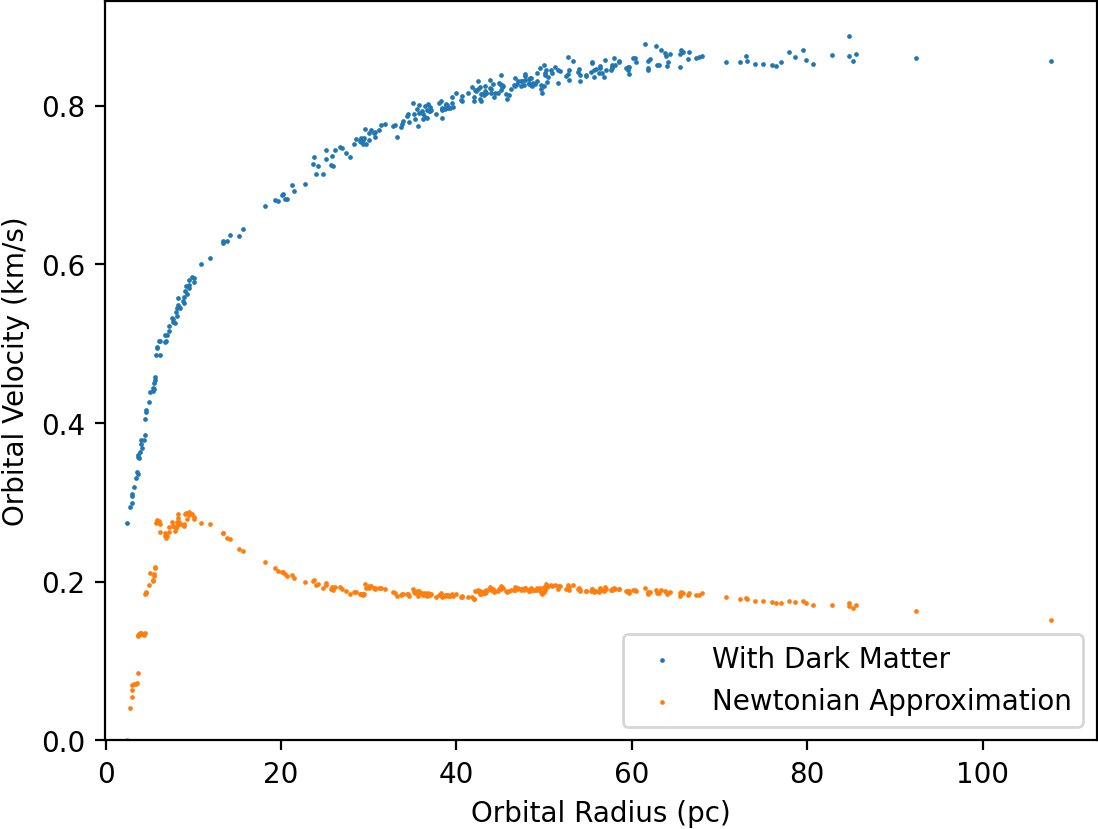 0.8
0.6
0.4
0.2
0.0
Orbital Velocity (km/s)
With Dark Matter
Newtonian Approximation
0 20 40 60 80 100
Orbital Radius (pc)